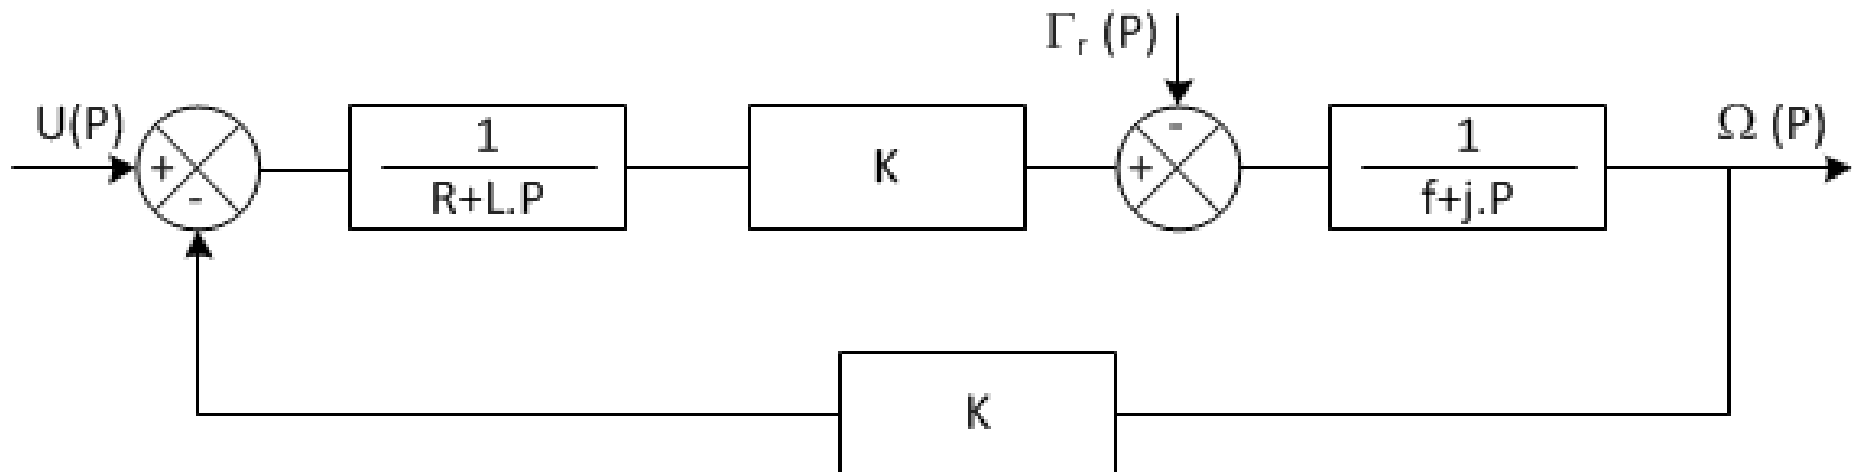 U(P)
+
-
1
R+L.P
K
Γr (P)
-
+
1
f+j.P
Ω (P)
K